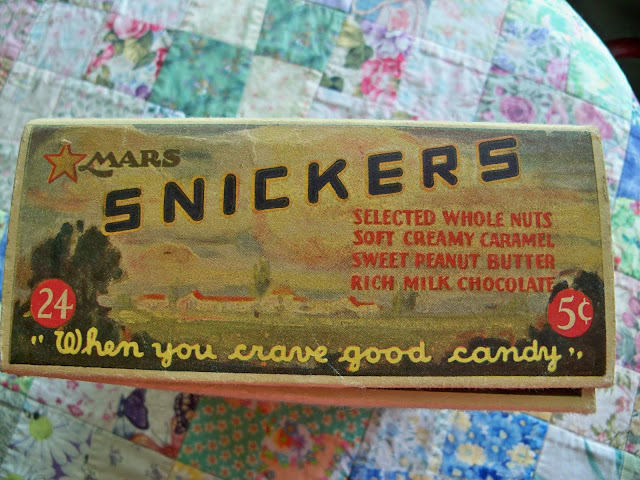 MARS
SNICKERS
SELECTED WHOLE NUTS
SOFT CREAMY CARAMEL
SWEET PEANUT BUTTER
RICH MILK CHOCOLATE
24
5¢
"When you crave good candy"